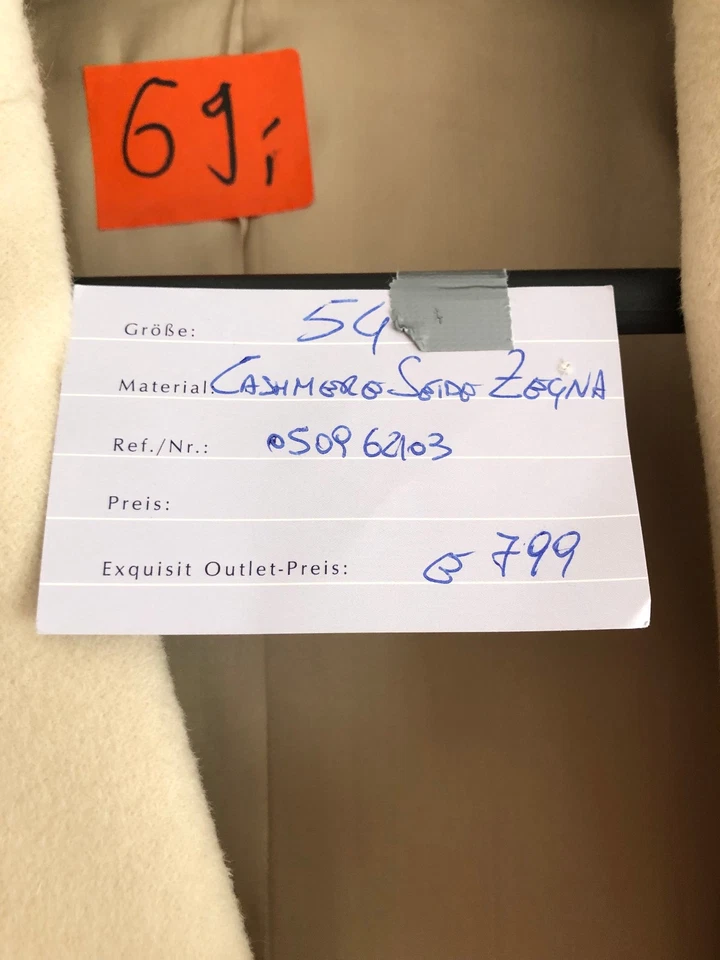 69,-
Größe: 54
Material: CASHMERE SEIDE ZEGNA
Ref./Nr.: 050962103
Preis:
Exquisit Outlet-Preis: € 799